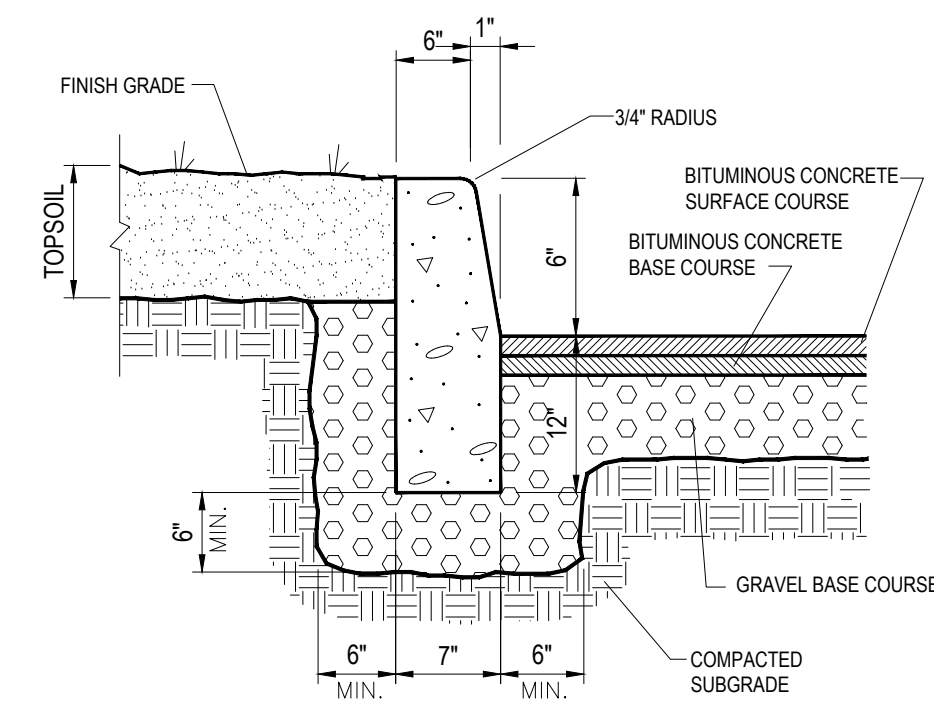 6"
1"
FINISH GRADE
3/4" RADIUS
BITUMINOUS CONCRETE
SURFACE COURSE
TOPSOIL
6"
BITUMINOUS CONCRETE
BASE COURSE
12"
6"
MIN.
GRAVEL BASE COURSE
6"
MIN.
7"
6"
MIN.
COMPACTED
SUBGRADE